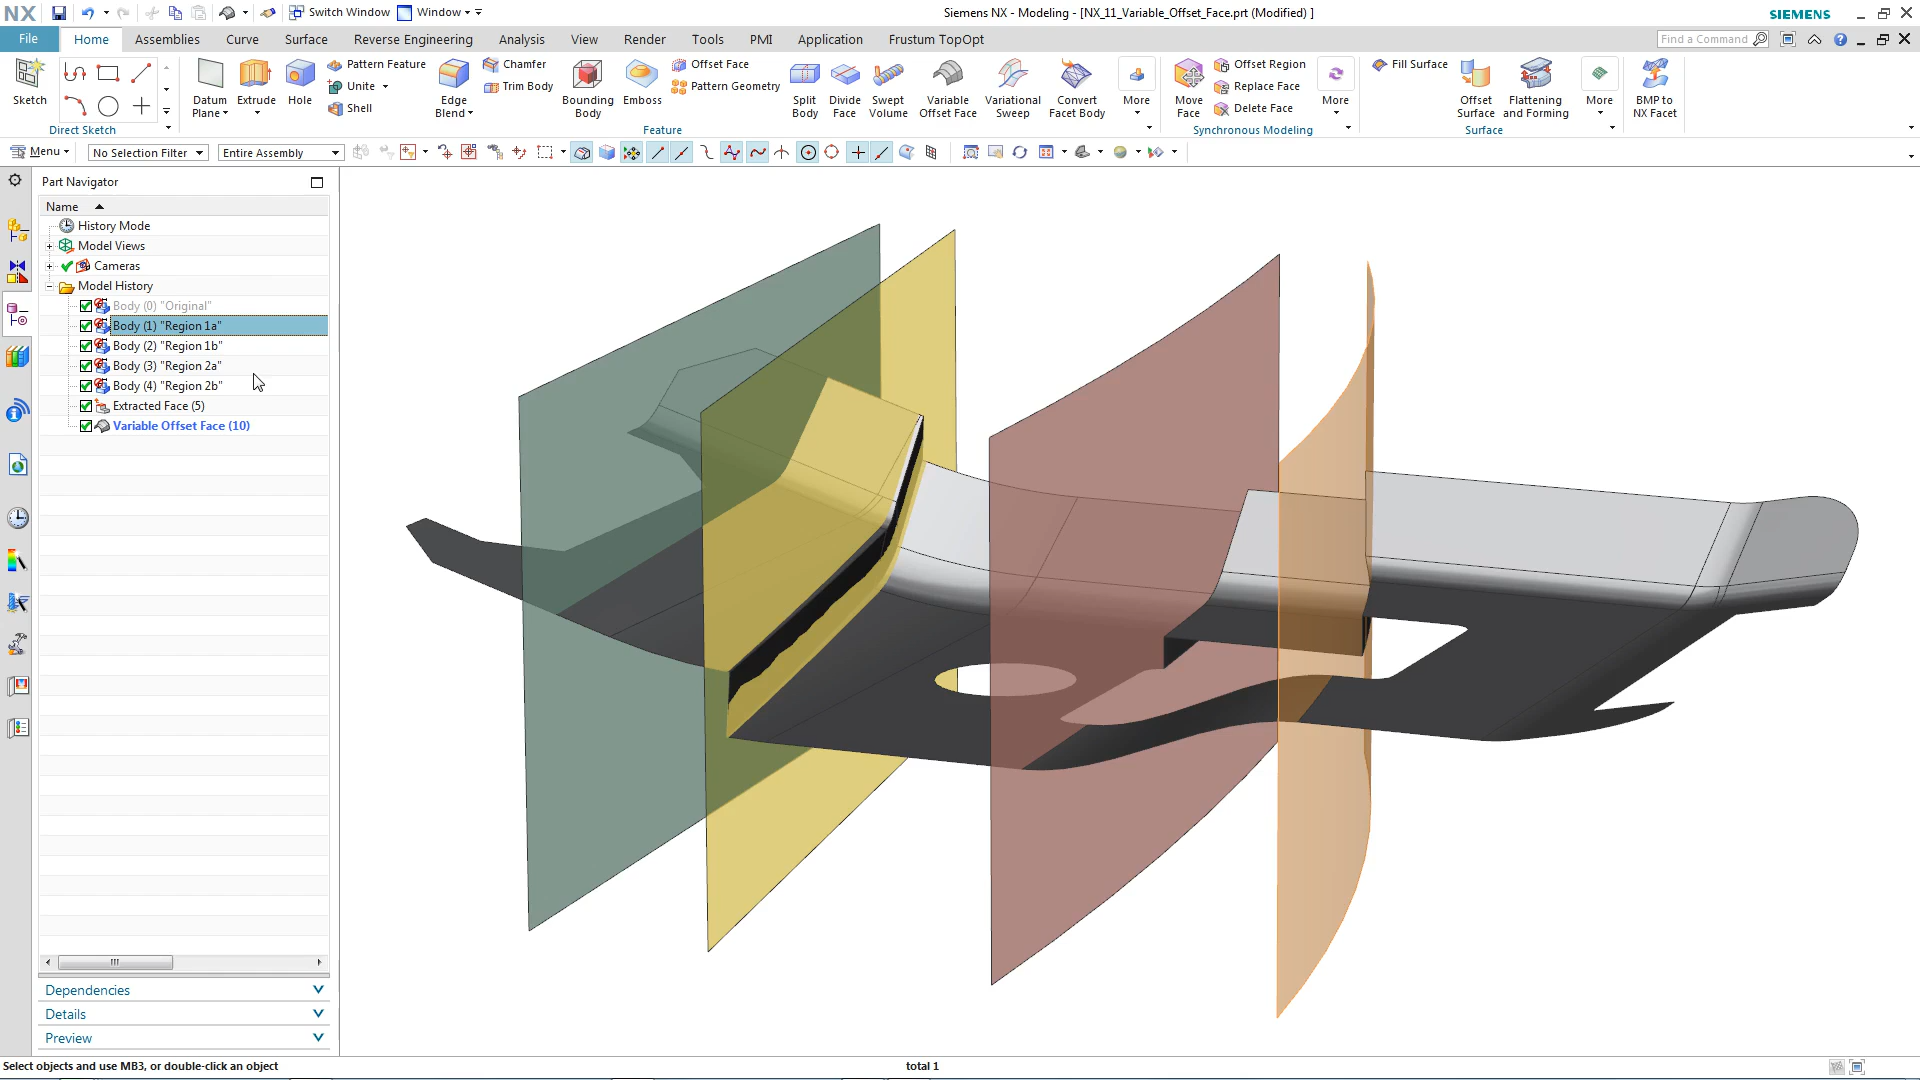 NX
Switch Window
Window
Siemens NX - Modeling - [NX_11_Variable_Offset_Face.prt (Modified) ]
SIEMENS
File
Home
Assemblies
Curve
Surface
Reverse Engineering
Analysis
View
Render
Tools
PMI
Application
Frustum TopOpt
Find a Command
Sketch
Direct Sketch
Datum
Plane
Extrude
Hole
Pattern Feature
Unite
Shell
Edge
Blend
Chamfer
Trim Body
Bounding
Body
Emboss
Offset Face
Pattern Geometry
Split
Body
Divide
Face
Swept
Volume
Variable
Offset Face
Variational
Sweep
Convert
Facet Body
More
Feature
Move
Face
Offset Region
Replace Face
Delete Face
More
Synchronous Modeling
Fill Surface
Offset
Surface
Flattening
and Forming
More
Surface
BMP to
NX Facet
Menu
No Selection Filter
Entire Assembly
Part Navigator
Name
History Mode
Model Views
Cameras
Model History
Body (0) "Original"
Body (1) "Region 1a"
Body (2) "Region 1b"
Body (3) "Region 2a"
Body (4) "Region 2b"
Extracted Face (5)
Variable Offset Face (10)
Dependencies
Details
Preview
Select objects and use MB3, or double-click an object
total 1